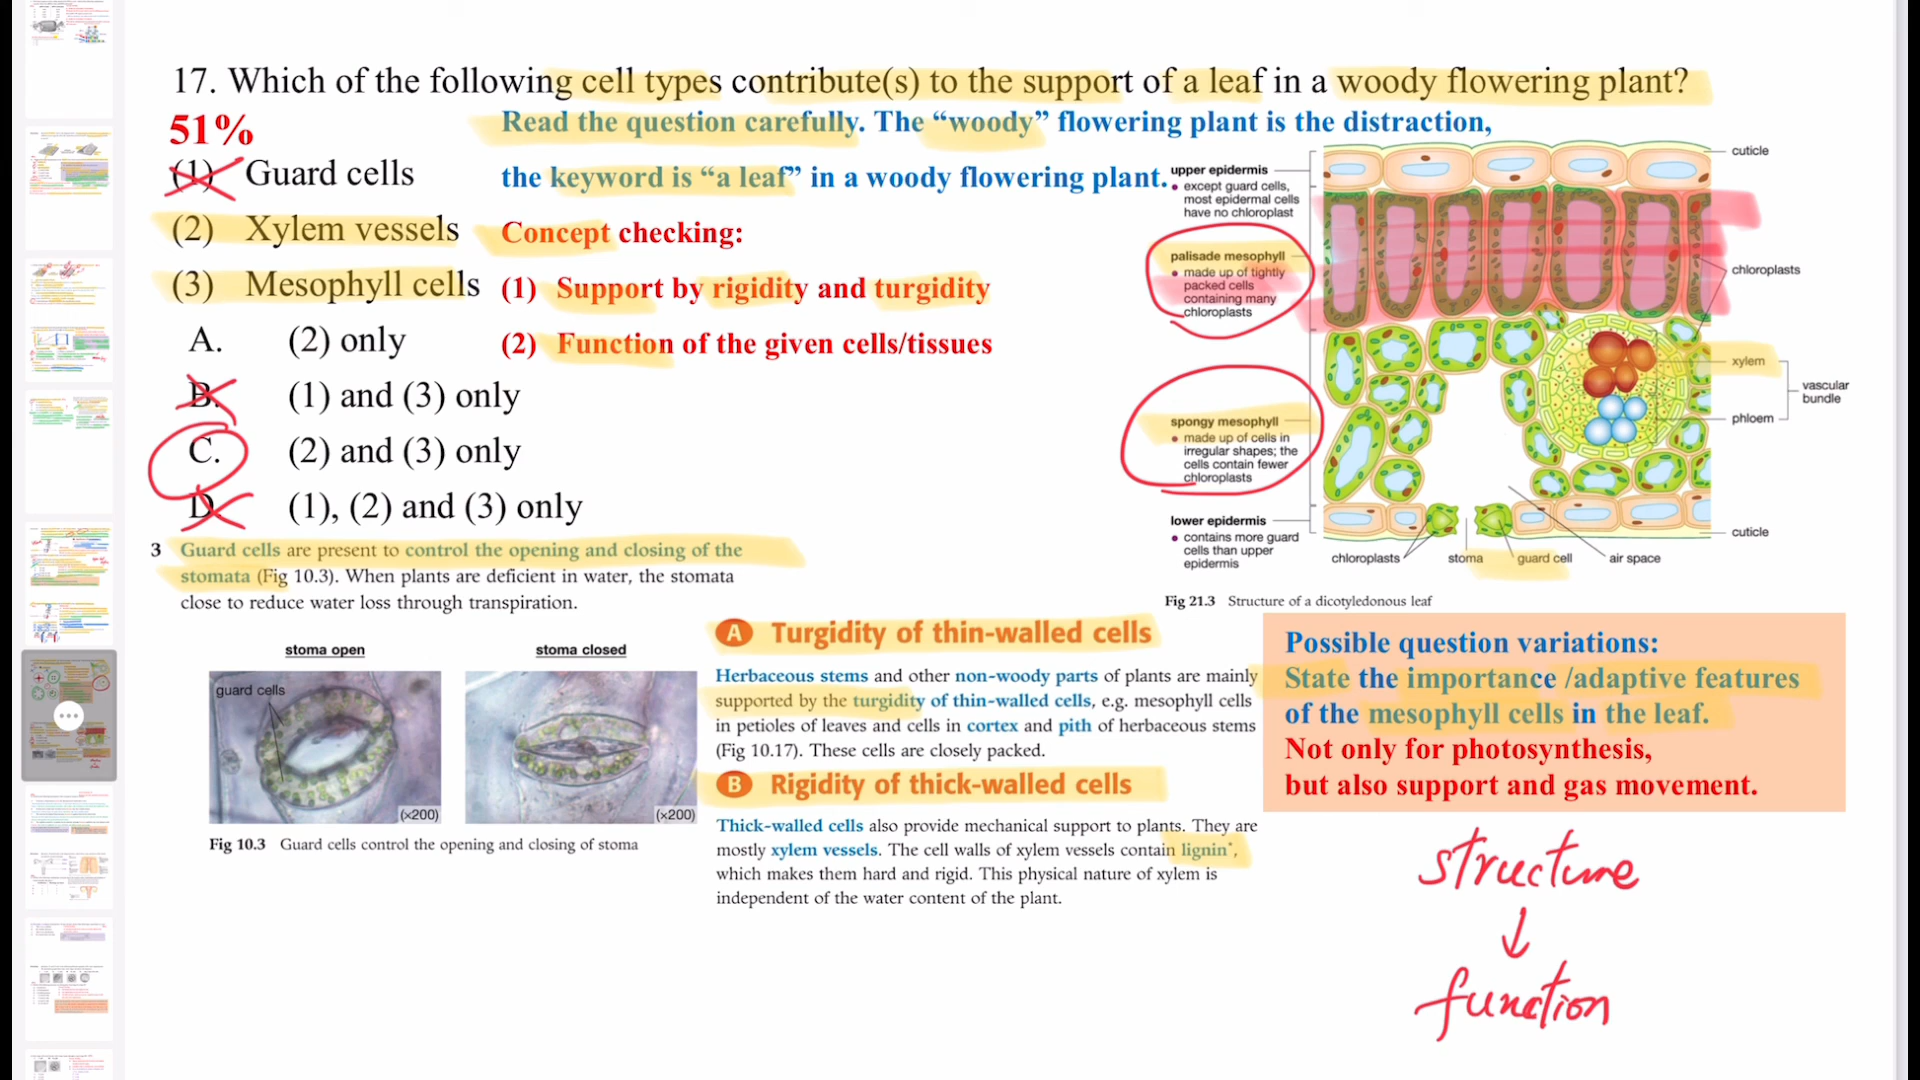 17. Which of the following cell types contribute(s) to the support of a leaf in a woody flowering plant?
51%
Read the question carefully. The “woody” flowering plant is the distraction,
the keyword is “a leaf” in a woody flowering plant.
(1) Guard cells
(2) Xylem vessels
(3) Mesophyll cells
Concept checking:
(1) Support by rigidity and turgidity
(2) Function of the given cells/tissues
A. (2) only
B. (1) and (3) only
C. (2) and (3) only
D. (1), (2) and (3) only
upper epidermis
• except guard cells,
most epidermal cells
have no chloroplast
palisade mesophyll
• made up of tightly
packed cells
containing many
chloroplasts
spongy mesophyll
• made up of cells in
irregular shapes; the
cells contain fewer
chloroplasts
lower epidermis
• contains more guard
cells than upper
epidermis
cuticle
chloroplasts
xylem
vascular
bundle
phloem
cuticle
chloroplasts
stoma
guard cell
air space
Fig 21.3 Structure of a dicotyledonous leaf
3 Guard cells are present to control the opening and closing of the
stomata (Fig 10.3). When plants are deficient in water, the stomata
close to reduce water loss through transpiration.
stoma open
stoma closed
guard cells
(×200)
(×200)
Fig 10.3 Guard cells control the opening and closing of stoma
A Turgidity of thin-walled cells
Herbaceous stems and other non-woody parts of plants are mainly
supported by the turgidity of thin-walled cells, e.g. mesophyll cells
in petioles of leaves and cells in cortex and pith of herbaceous stems
(Fig 10.17). These cells are closely packed.
B Rigidity of thick-walled cells
Thick-walled cells also provide mechanical support to plants. They are
mostly xylem vessels. The cell walls of xylem vessels contain lignin*,
which makes them hard and rigid. This physical nature of xylem is
independent of the water content of the plant.
Possible question variations:
State the importance /adaptive features
of the mesophyll cells in the leaf.
Not only for photosynthesis,
but also support and gas movement.
structure
↓
function